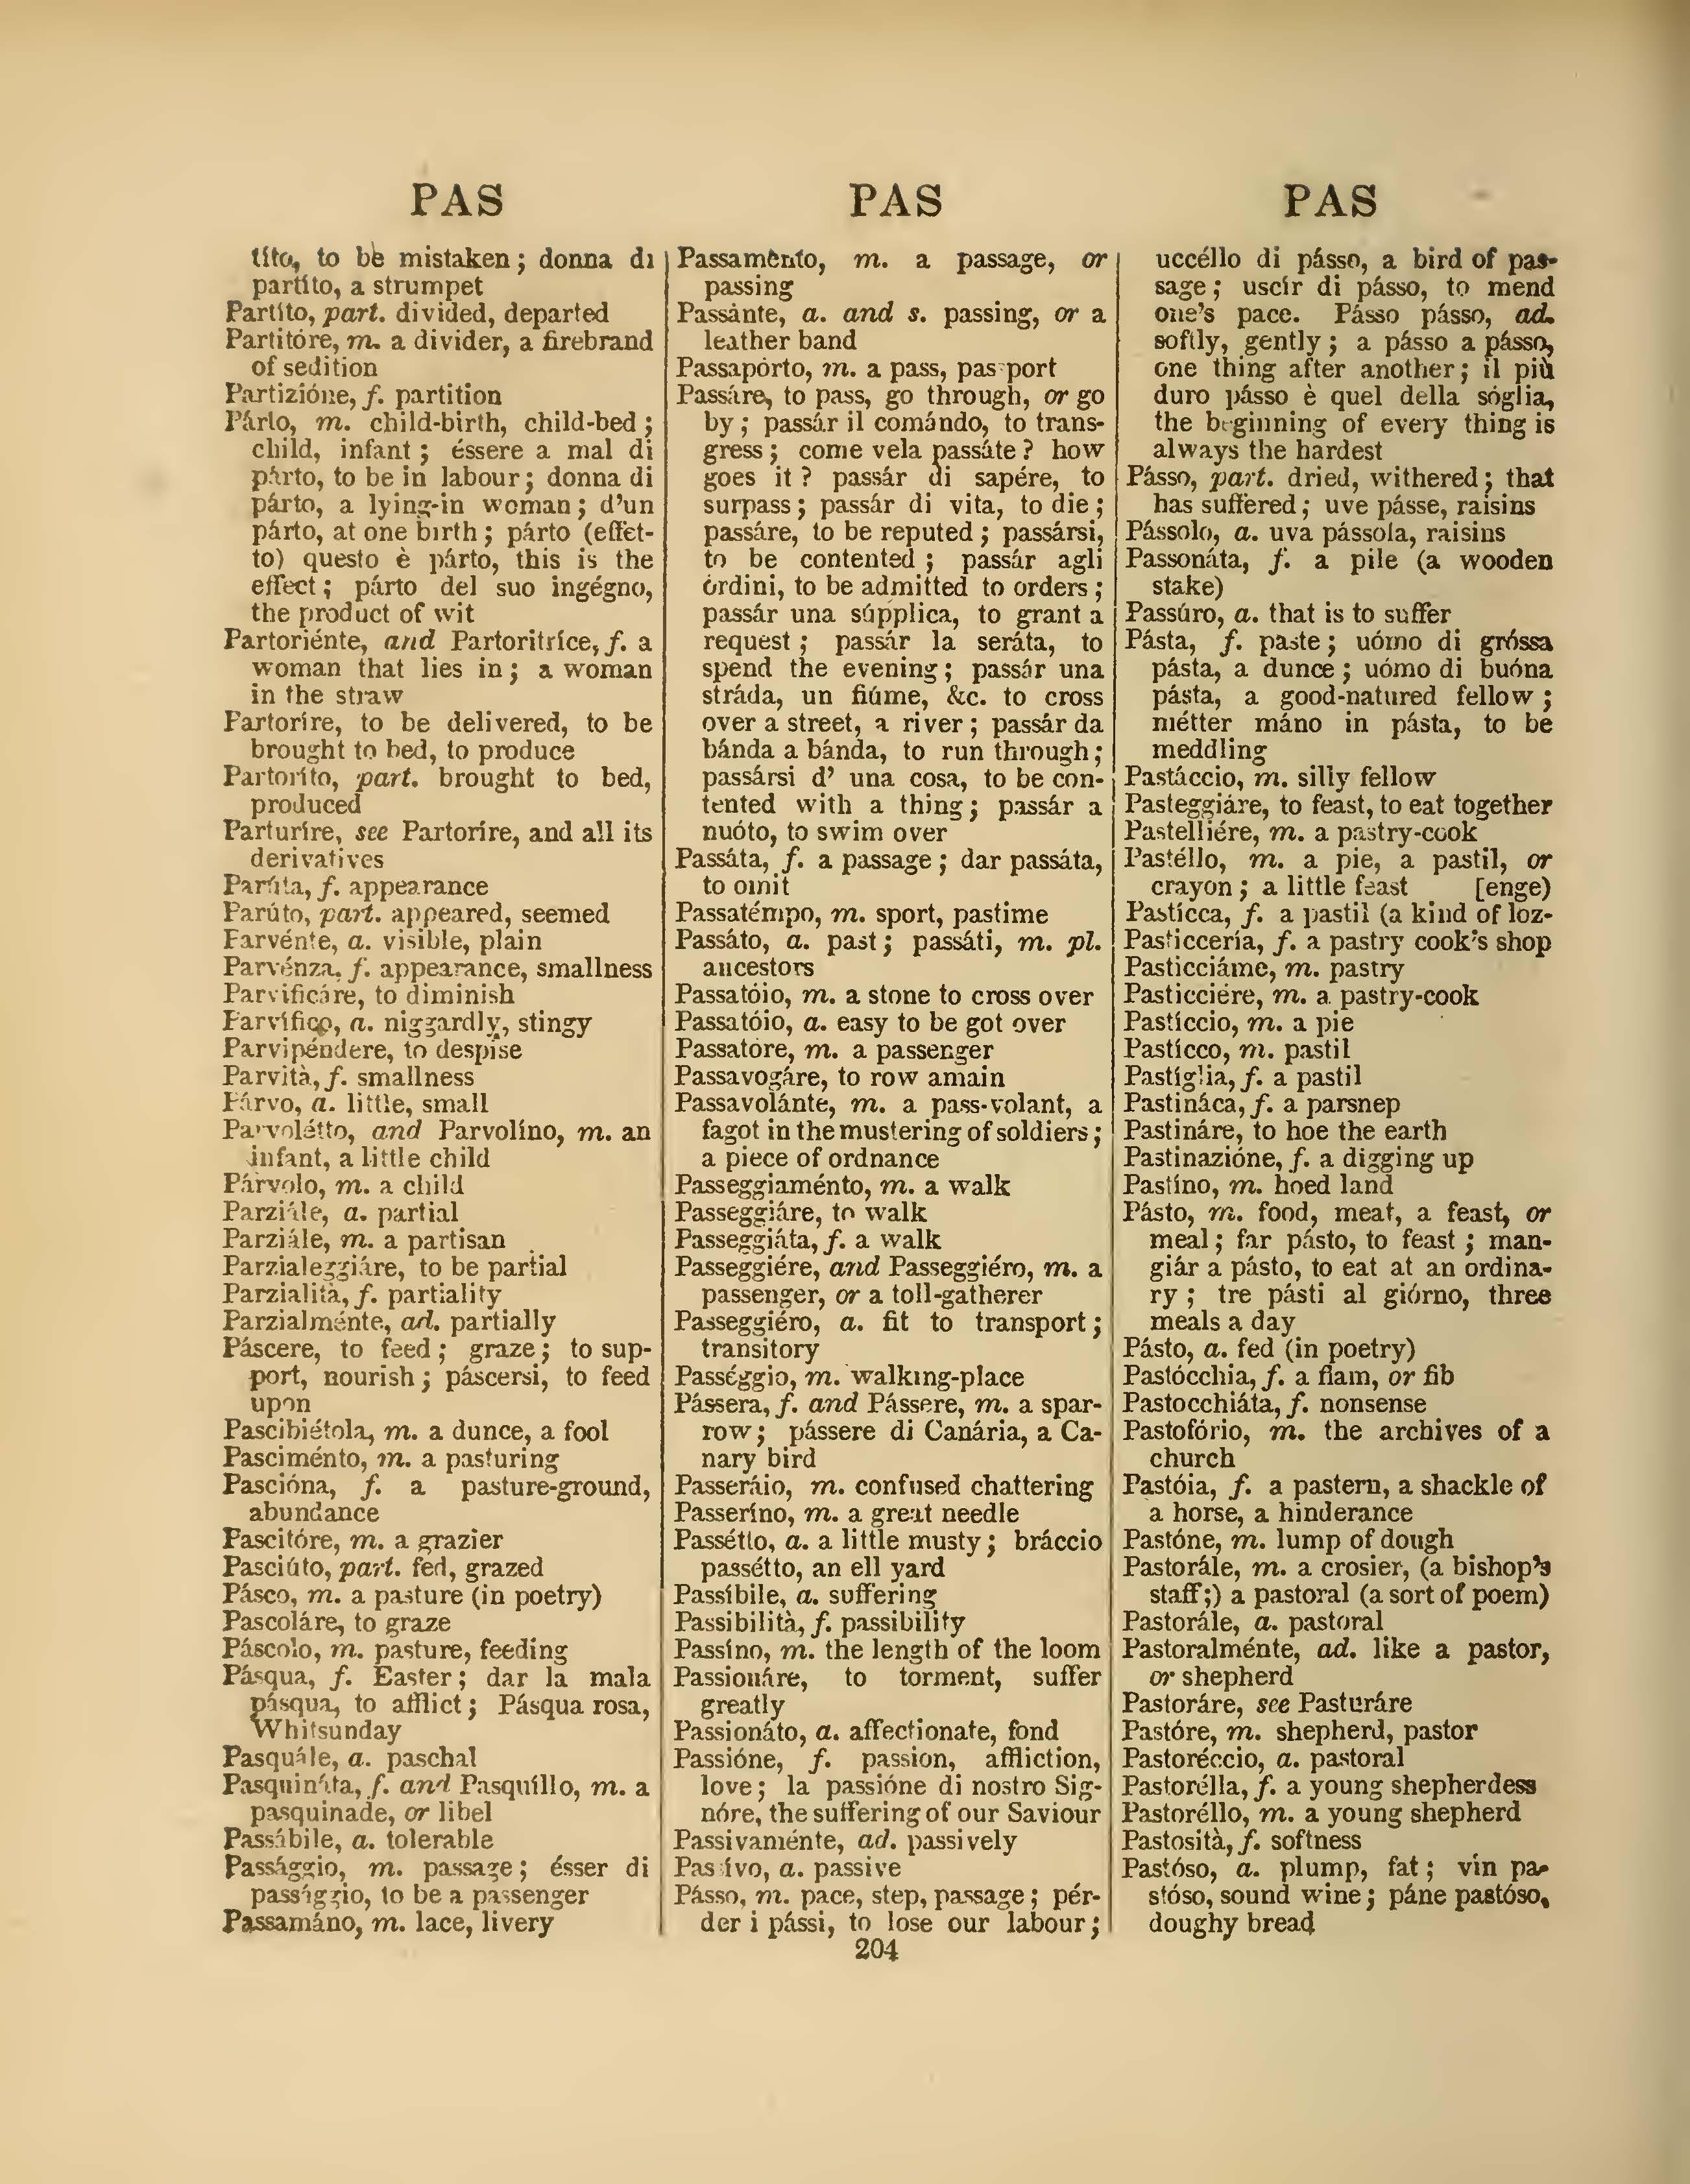 PAS
PAS
PAS
títo, to be mistaken; donna di
partíto, a strumpet
Partíto, part. divided, departed
Partitóre, m. a divider, a firebrand
of sedition
Partizióne, f. partition
Párto, m. child-birth, child-bed;
child, infant; éssere a mal di
párto, to be in labour; donna di
párto, a lying-in woman; d'un
párto, at one birth; párto (effét-
to) questo è párto, this is the
effect; párto del suo ingégno,
the product of wit
Partoriénte, and Partoritríce, f. a
woman that lies in; a woman
in the straw
Partoríre, to be delivered, to be
brought to bed, to produce
Partoríto, part. brought to bed,
produced
Parturíre, see Partoríre, and all its
derivatives
Parúta, f. appearance
Parúto, part. appeared, seemed
Parvénte, a. visible, plain
Parvénza, f. appearance, smallness
Parvificáre, to diminish
Parvífico, a. niggardly, stingy
Parvipéndere, to despise
Parvità, f. smallness
Párvo, a. little, small
Parvolétto, and Parvolíno, m. an
infant, a little child
Párvolo, m. a child
Parziále, a. partial
Parziále, m. a partisan
Parzialeggiáre, to be partial
Parzialità, f. partiality
Parzialménte, ad. partially
Páscere, to feed; graze; to sup-
port, nourish; páscersi, to feed
upon
Pascibiétola, m. a dunce, a fool
Pasciménto, m. a pasturing
Pascióna, f. a pasture-ground,
abundance
Pascitóre, m. a grazier
Pasciúto, part. fed, grazed
Pásco, m. a pasture (in poetry)
Pascoláre, to graze
Páscolo, m. pasture, feeding
Pásqua, f. Easter; dar la mala
pásqua, to afflict; Pásqua rosa,
Whitsunday
Pasquále, a. paschal
Pasquináta, f. and Pasquíllo, m. a
pasquinade, or libel
Passábile, a. tolerable
Passággio, m. passage; ésser di
passággio, to be a passenger
Passamáno, m. lace, livery
Passaménto, m. a passage, or
passing
Passánte, a. and s. passing, or a
leather band
Passapórto, m. a pass, passport
Passáre, to pass, go through, or go
by; passár il comándo, to trans-
gress; come vela passáte? how
goes it? passár di sapére, to
surpass; passár di vita, to die;
passáre, to be reputed; passársi,
to be contented; passár agli
órdini, to be admitted to orders;
passár una súpplica, to grant a
request; passár la seráta, to
spend the evening; passár una
stráda, un fiúme, &c. to cross
over a street, a river; passár da
bánda a bánda, to run through;
passársi d' una cosa, to be con-
tented with a thing; passár a
nuóto, to swim over
Passáta, f. a passage; dar passáta,
to omit
Passatémpo, m. sport, pastime
Passáto, a. past; passáti, m. pl.
ancestors
Passatóio, m. a stone to cross over
Passatóio, a. easy to be got over
Passatóre, m. a passenger
Passavogáre, to row amain
Passavolánte, m. a pass-volant, a
fagot in the mustering of soldiers;
a piece of ordnance
Passeggiaménto, m. a walk
Passeggiáre, to walk
Passeggiáta, f. a walk
Passeggiére, and Passeggiéro, m. a
passenger, or a toll-gatherer
Passeggiéro, a. fit to transport;
transitory
Passéggio, m. walking-place
Pássera, f. and Pássere, m. a spar-
row; pássere di Canária, a Ca-
nary bird
Passeráio, m. confused chattering
Passeríno, m. a great needle
Passétto, a. a little musty; bráccio
passétto, an ell yard
Passíbile, a. suffering
Passibilità, f. passibility
Passíno, m. the length of the loom
Passionáre, to torment, suffer
greatly
Passionáto, a. affectionate, fond
Passióne, f. passion, affliction,
love; la passióne di nostro Sig-
nóre, the suffering of our Saviour
Passivaménte, ad. passively
Passívo, a. passive
Pásso, m. pace, step, passage; pér-
der i pássi, to lose our labour;
uccéllo di pásso, a bird of pas-
sage; uscír di pásso, to mend
one's pace. Pásso pásso, ad.
softly, gently; a pásso a pásso,
one thing after another; il più
duro pásso è quel della sóglia,
the beginning of every thing is
always the hardest
Pásso, part. dried, withered; that
has suffered; uve pásse, raisins
Pássolo, a. uva pássola, raisins
Passonáta, f. a pile (a wooden
stake)
Passúro, a. that is to suffer
Pásta, f. paste; uómo di gróssa
pásta, a dunce; uómo di buóna
pásta, a good-natured fellow;
métter máno in pásta, to be
meddling
Pastáccio, m. silly fellow
Pasteggiáre, to feast, to eat together
Pastelliére, m. a pastry-cook
Pastéllo, m. a pie, a pastil, or
crayon; a little feast [enge)
Pastícca, f. a pastil (a kind of loz-
Pasticcería, f. a pastry cook's shop
Pasticciáme, m. pastry
Pasticciére, m. a pastry-cook
Pastíccio, m. a pie
Pastícco, m. pastil
Pastíglia, f. a pastil
Pastináca, f. a parsnep
Pastináre, to hoe the earth
Pastinazióne, f. a digging up
Pastíno, m. hoed land
Pásto, m. food, meat, a feast, or
meal; far pásto, to feast; man-
giár a pásto, to eat at an ordina-
ry; tre pásti al giórno, three
meals a day
Pásto, a. fed (in poetry)
Pastócchia, f. a flam, or fib
Pastocchiáta, f. nonsense
Pastofório, m. the archives of a
church
Pastóia, f. a pastern, a shackle of
a horse, a hinderance
Pastóne, m. lump of dough
Pastorále, m. a crosier, (a bishop's
staff;) a pastoral (a sort of poem)
Pastorále, a. pastoral
Pastoralménte, ad. like a pastor,
or shepherd
Pastoráre, see Pasturáre
Pastóre, m. shepherd, pastor
Pastoréccio, a. pastoral
Pastorélla, f. a young shepherdess
Pastoréllo, m. a young shepherd
Pastosità, f. softness
Pastóso, a. plump, fat; vín pa-
stóso, sound wine; páne pastóso,
doughy bread
204